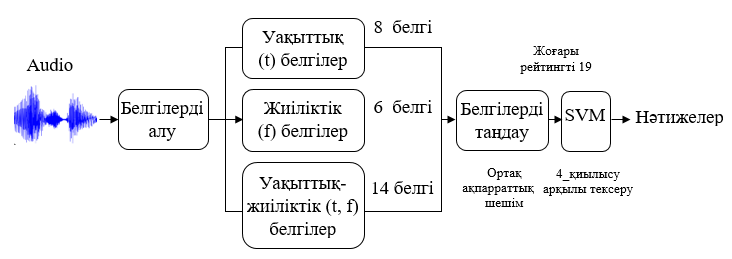 Audio
Белгілерді
алу
Уақыттық
(t) белгілер
8 белгі
Жиіліктік
(f) белгілер
6 белгі
Уақыттық-
жиіліктік (t, f)
белгілер
14 белгі
Жоғары
рейтингті 19
Белгілерді
таңдау
SVM
Нәтижелер
Ортақ
ақпараттық
шешім
4_қиылысу
арқылы тексеру